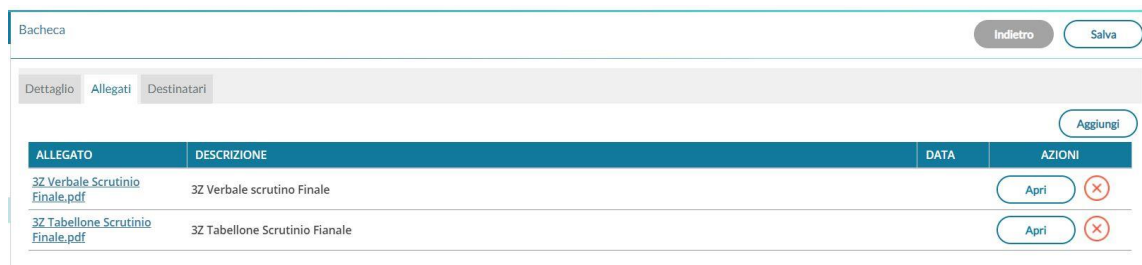 Bacheca
Indietro
Salva
Dettaglio Allegati Destinatari
Aggiungi
ALLEGATO DESCRIZIONE DATA AZIONI
3Z Verbale Scrutinio
Finale.pdf
3Z Verbale scrutino Finale
Apri
3Z Tabellone Scrutinio
Finale.pdf
3Z Tabellone Scrutinio Fianale
Apri